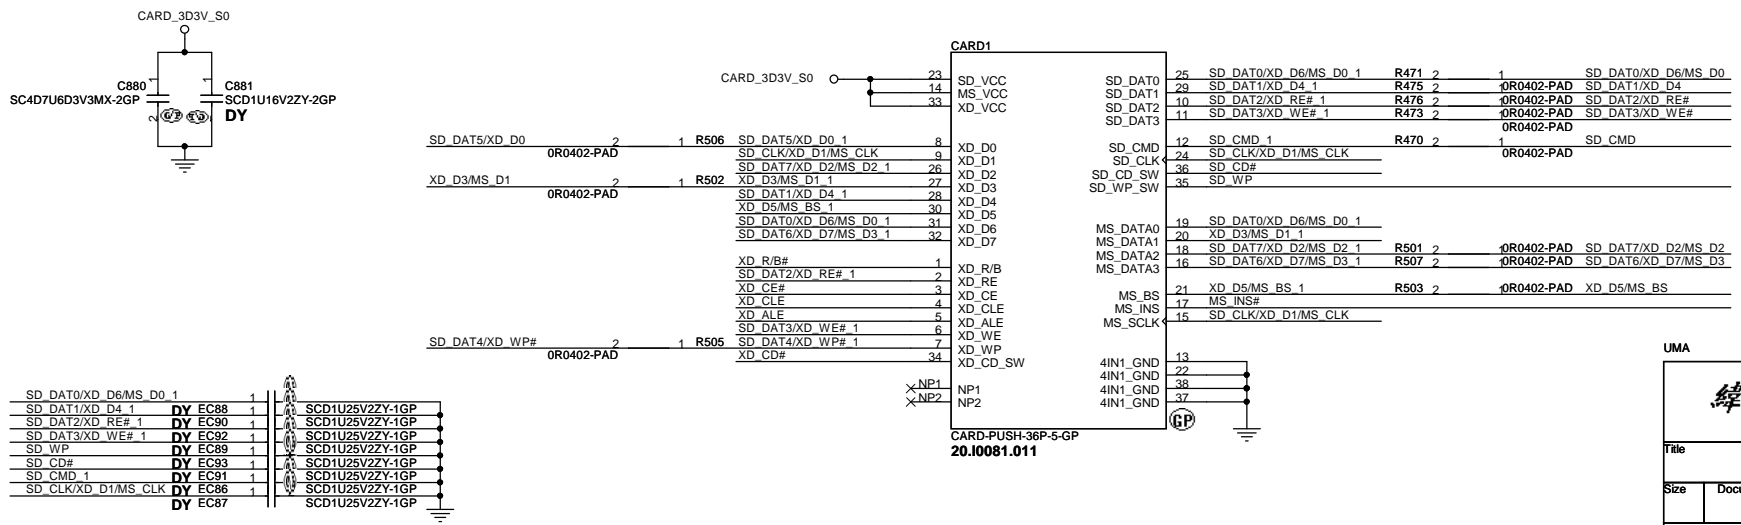 CARD_3D3V_S0
C880
SC4D7U6D3V3MX-2GP
1
2
C881
SCD1U16V2ZY-2GP
DY
1
2
SD_DAT0/XD_D6/MS_D0_1 1
SD_DAT1/XD_D4_1 DY EC88 1 SCD1U25V2ZY-1GP
SD_DAT2/XD_RE#_1 DY EC90 1 SCD1U25V2ZY-1GP
SD_DAT3/XD_WE#_1 DY EC92 1 SCD1U25V2ZY-1GP
SD_WP DY EC89 1 SCD1U25V2ZY-1GP
SD_CD# DY EC93 1 SCD1U25V2ZY-1GP
SD_CMD_1 DY EC91 1 SCD1U25V2ZY-1GP
SD_CLK/XD_D1/MS_CLK DY EC86 1 SCD1U25V2ZY-1GP
DY EC87 SCD1U25V2ZY-1GP
CARD1
CARD_3D3V_S0 23 SD_VCC
14 MS_VCC
33 XD_VCC
SD_DAT5/XD_D0 2 1 R506 SD_DAT5/XD_D0_1 8 XD_D0
0R0402-PAD SD_CLK/XD_D1/MS_CLK 9 XD_D1
SD_DAT7/XD_D2/MS_D2_1 26 XD_D2
XD_D3/MS_D1 2 1 R502 XD_D3/MS_D1_1 27 XD_D3
0R0402-PAD SD_DAT1/XD_D4_1 28 XD_D4
XD_D5/MS_BS_1 30 XD_D5
SD_DAT0/XD_D6/MS_D0_1 31 XD_D6
SD_DAT6/XD_D7/MS_D3_1 32 XD_D7
XD_R/B# 1 XD_R/B
SD_DAT2/XD_RE#_1 2 XD_RE
XD_CE# 3 XD_CE
XD_CLE 4 XD_CLE
XD_ALE 5 XD_ALE
SD_DAT3/XD_WE#_1 6 XD_WE
SD_DAT4/XD_WP# 2 1 R505 SD_DAT4/XD_WP#_1 7 XD_WP
0R0402-PAD XD_CD# 34 XD_CD_SW
NP1 NP1
NP2 NP2
SD_DAT0 25 SD_DAT0/XD_D6/MS_D0_1 R471 2 1 SD_DAT0/XD_D6/MS_D0
SD_DAT1 29 SD_DAT1/XD_D4_1 R475 2 1 0R0402-PAD SD_DAT1/XD_D4
SD_DAT2 10 SD_DAT2/XD_RE#_1 R476 2 1 0R0402-PAD SD_DAT2/XD_RE#
SD_DAT3 11 SD_DAT3/XD_WE#_1 R473 2 1 0R0402-PAD SD_DAT3/XD_WE#
0R0402-PAD
SD_CMD 12 SD_CMD_1 R470 2 1 SD_CMD
SD_CLK 24 SD_CLK/XD_D1/MS_CLK 0R0402-PAD
SD_CD_SW 36 SD_CD#
SD_WP_SW 35 SD_WP
MS_DATA0 19 SD_DAT0/XD_D6/MS_D0_1
MS_DATA1 20 XD_D3/MS_D1_1
MS_DATA2 18 SD_DAT7/XD_D2/MS_D2_1 R501 2 1 0R0402-PAD SD_DAT7/XD_D2/MS_D2
MS_DATA3 16 SD_DAT6/XD_D7/MS_D3_1 R507 2 1 0R0402-PAD SD_DAT6/XD_D7/MS_D3
MS_BS 21 XD_D5/MS_BS_1 R503 2 1 0R0402-PAD XD_D5/MS_BS
MS_INS 17 MS_INS#
MS_SCLK 15 SD_CLK/XD_D1/MS_CLK
4IN1_GND 13
4IN1_GND 22
4IN1_GND 38
4IN1_GND 37
GP
CARD-PUSH-36P-5-GP
20.I0081.011
UMA
緯
Title
Size Docu